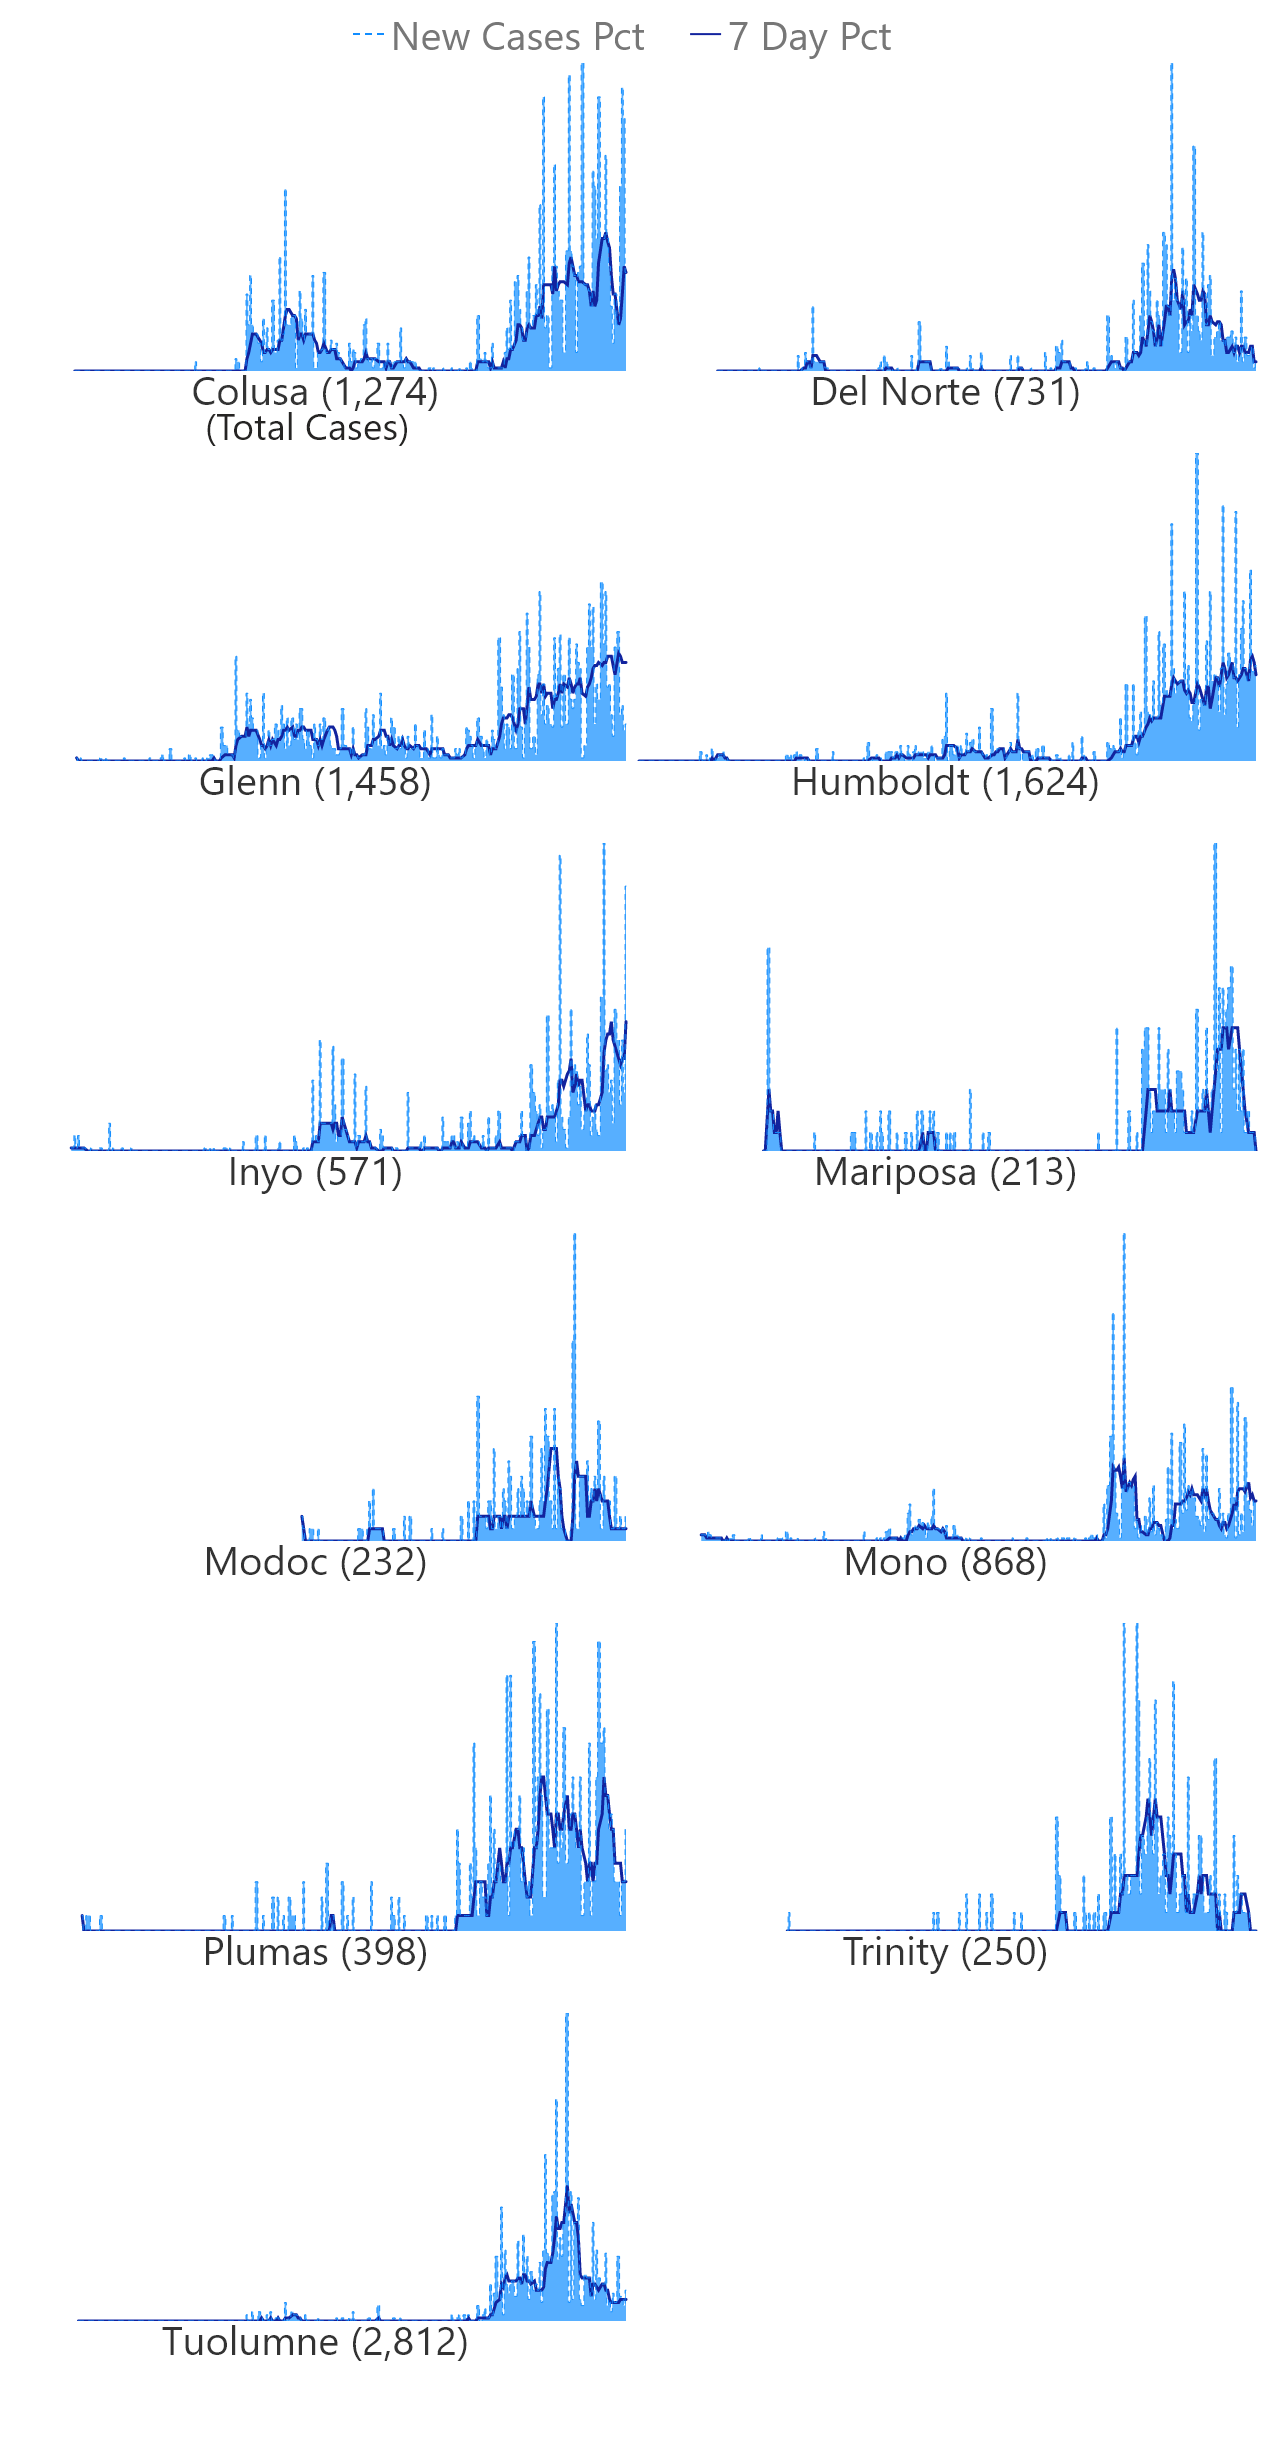 New Cases Pct 7 Day Pct
Colusa (1,274) Del Norte (731)
(Total Cases)
Glenn (1,458) Humboldt (1,624)
Inyo (571) Mariposa (213)
Modoc (232) Mono (868)
Plumas (398) Trinity (250)
Tuolumne (2,812)